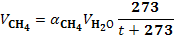 V_CH₄ = α_CH₄ V_H₂O 273 / (t + 273)